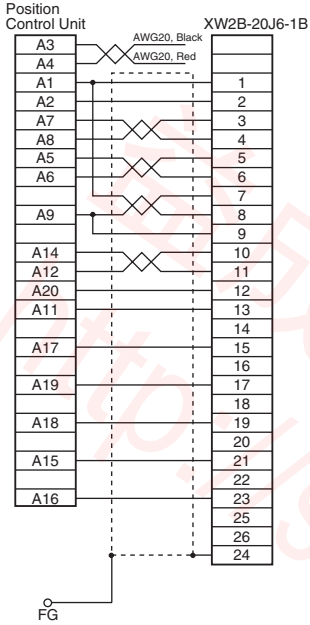 Position
Control Unit XW2B-20J6-1B
A3 AWG20, Black
A4 AWG20, Red
A1 1
A2 2
A7 3
A8 4
A5 5
A6 6
7
A9 8
9
A14 10
A12 11
A20 12
A11 13
14
A17 15
16
A19 17
18
A18 19
20
A15 21
22
A16 23
25
26
24
FG